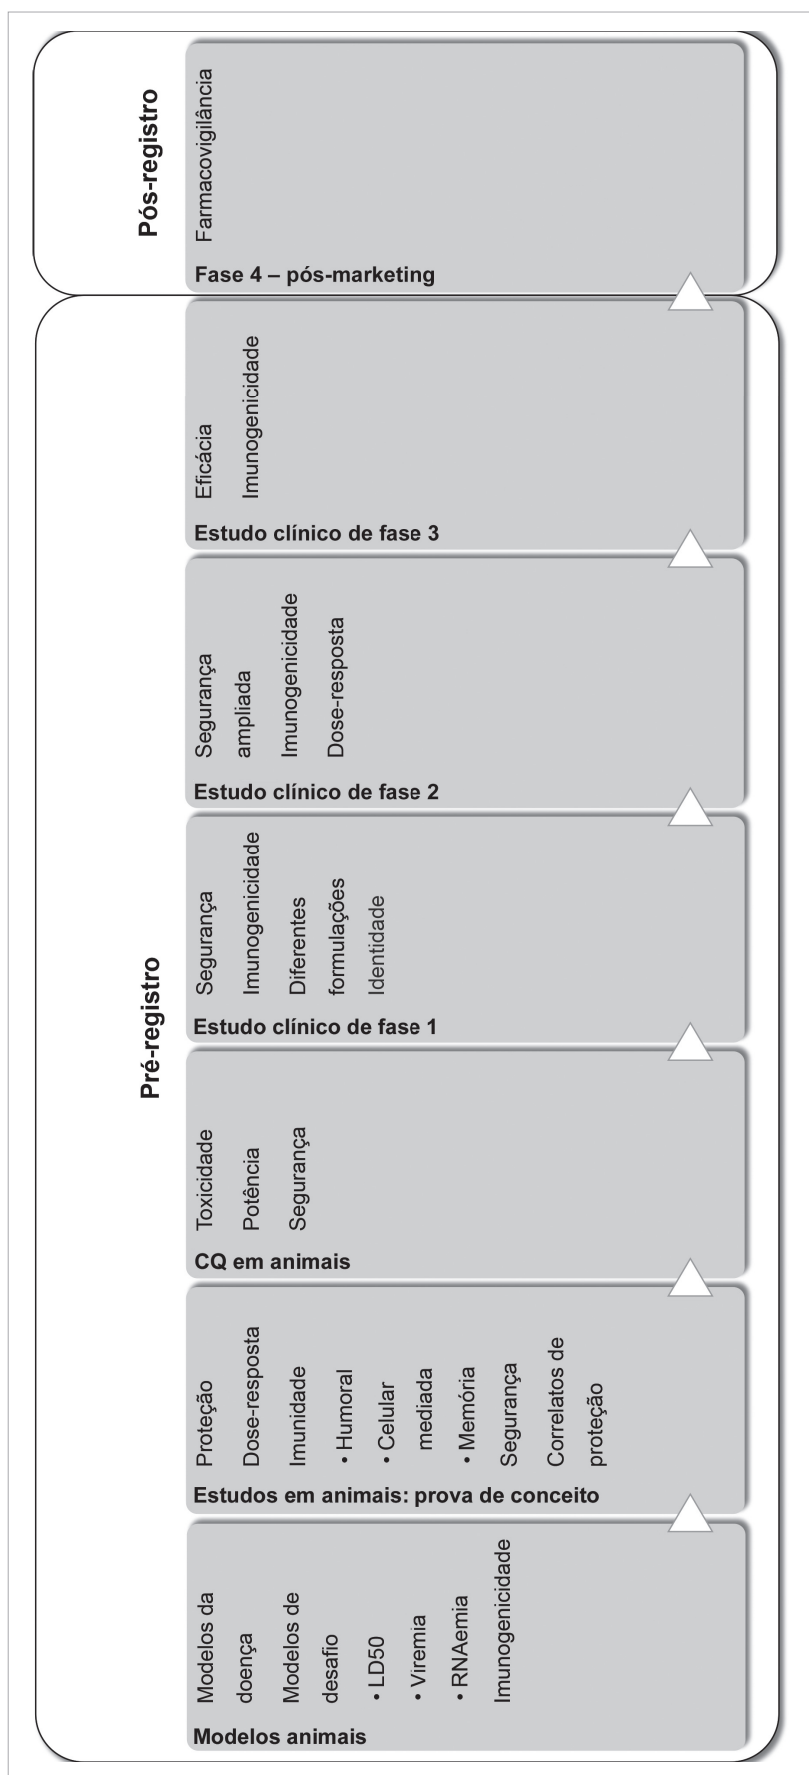 Pré-registro
Modelos animais
Modelos da
doença
Modelos de
desafio
• LD50
• Viremia
• RNAemia
Imunogenicidade
Estudos em animais: prova de conceito
Proteção
Dose-resposta
Imunidade
• Humoral
• Celular
mediada
• Memória
Segurança
Correlatos de
proteção
CQ em animais
Toxicidade
Potência
Segurança
Estudo clínico de fase 1
Segurança
Imunogenicidade
Diferentes
formulações
Identidade
Estudo clínico de fase 2
Segurança
ampliada
Imunogenicidade
Dose-resposta
Estudo clínico de fase 3
Eficácia
Imunogenicidade
Pós-registro
Fase 4 – pós-marketing
Farmacovigilância